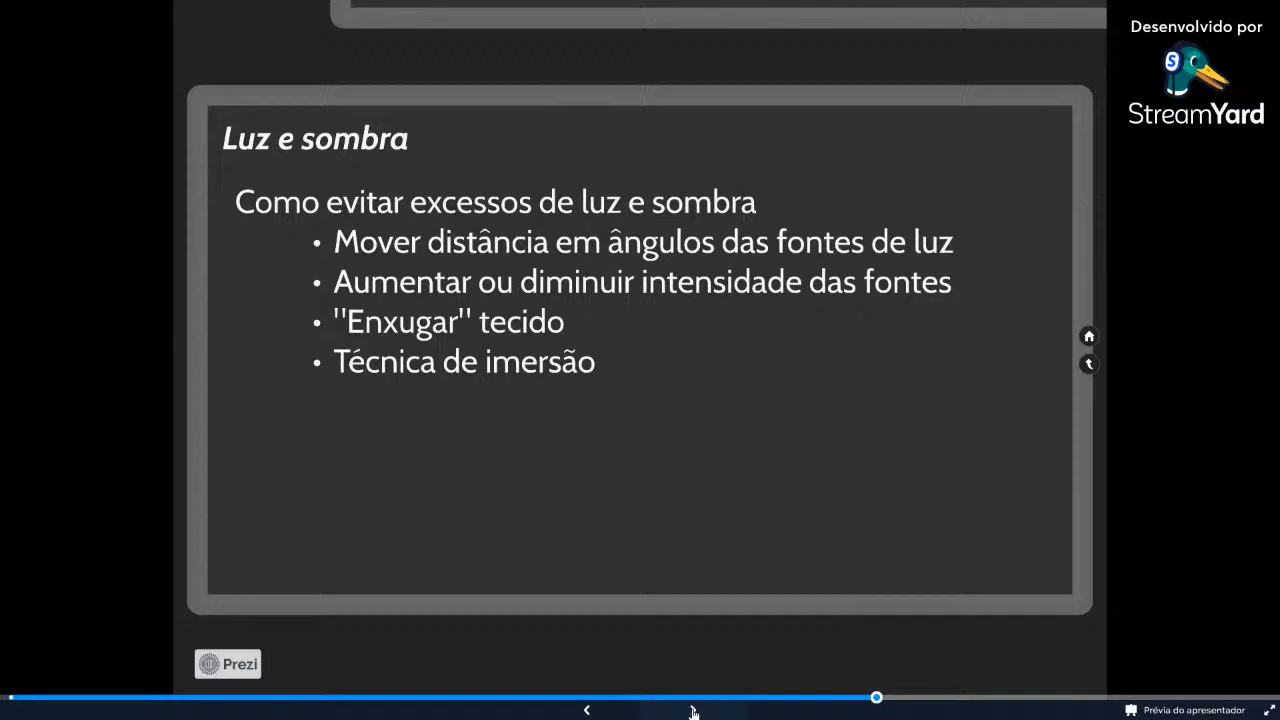 Desenvolvido por
S
StreamYard
Luz e sombra
Como evitar excessos de luz e sombra
• Mover distância em ângulos das fontes de luz
• Aumentar ou diminuir intensidade das fontes
• "Enxugar" tecido
• Técnica de imersão
Prezi
Prévia do apresentador